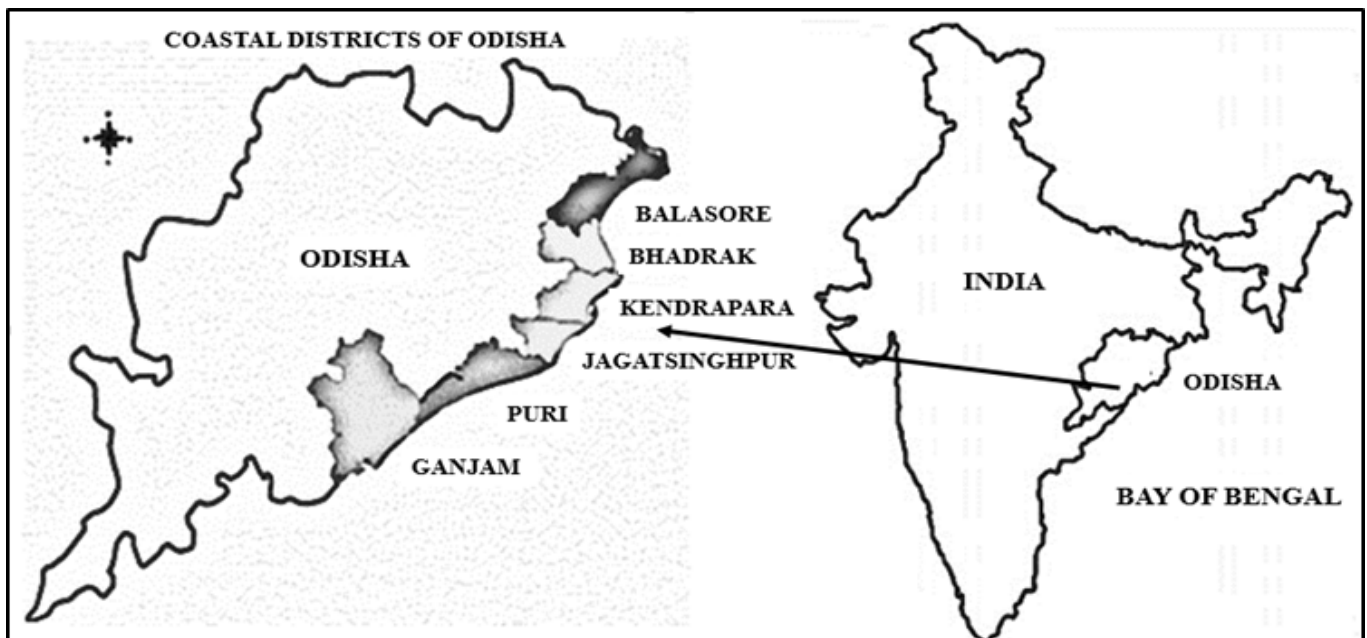 COASTAL DISTRICTS OF ODISHA
ODISHA
BALASORE
BHADRAK
KENDRAPARA
JAGATSINGHPUR
PURI
GANJAM
INDIA
ODISHA
BAY OF BENGAL